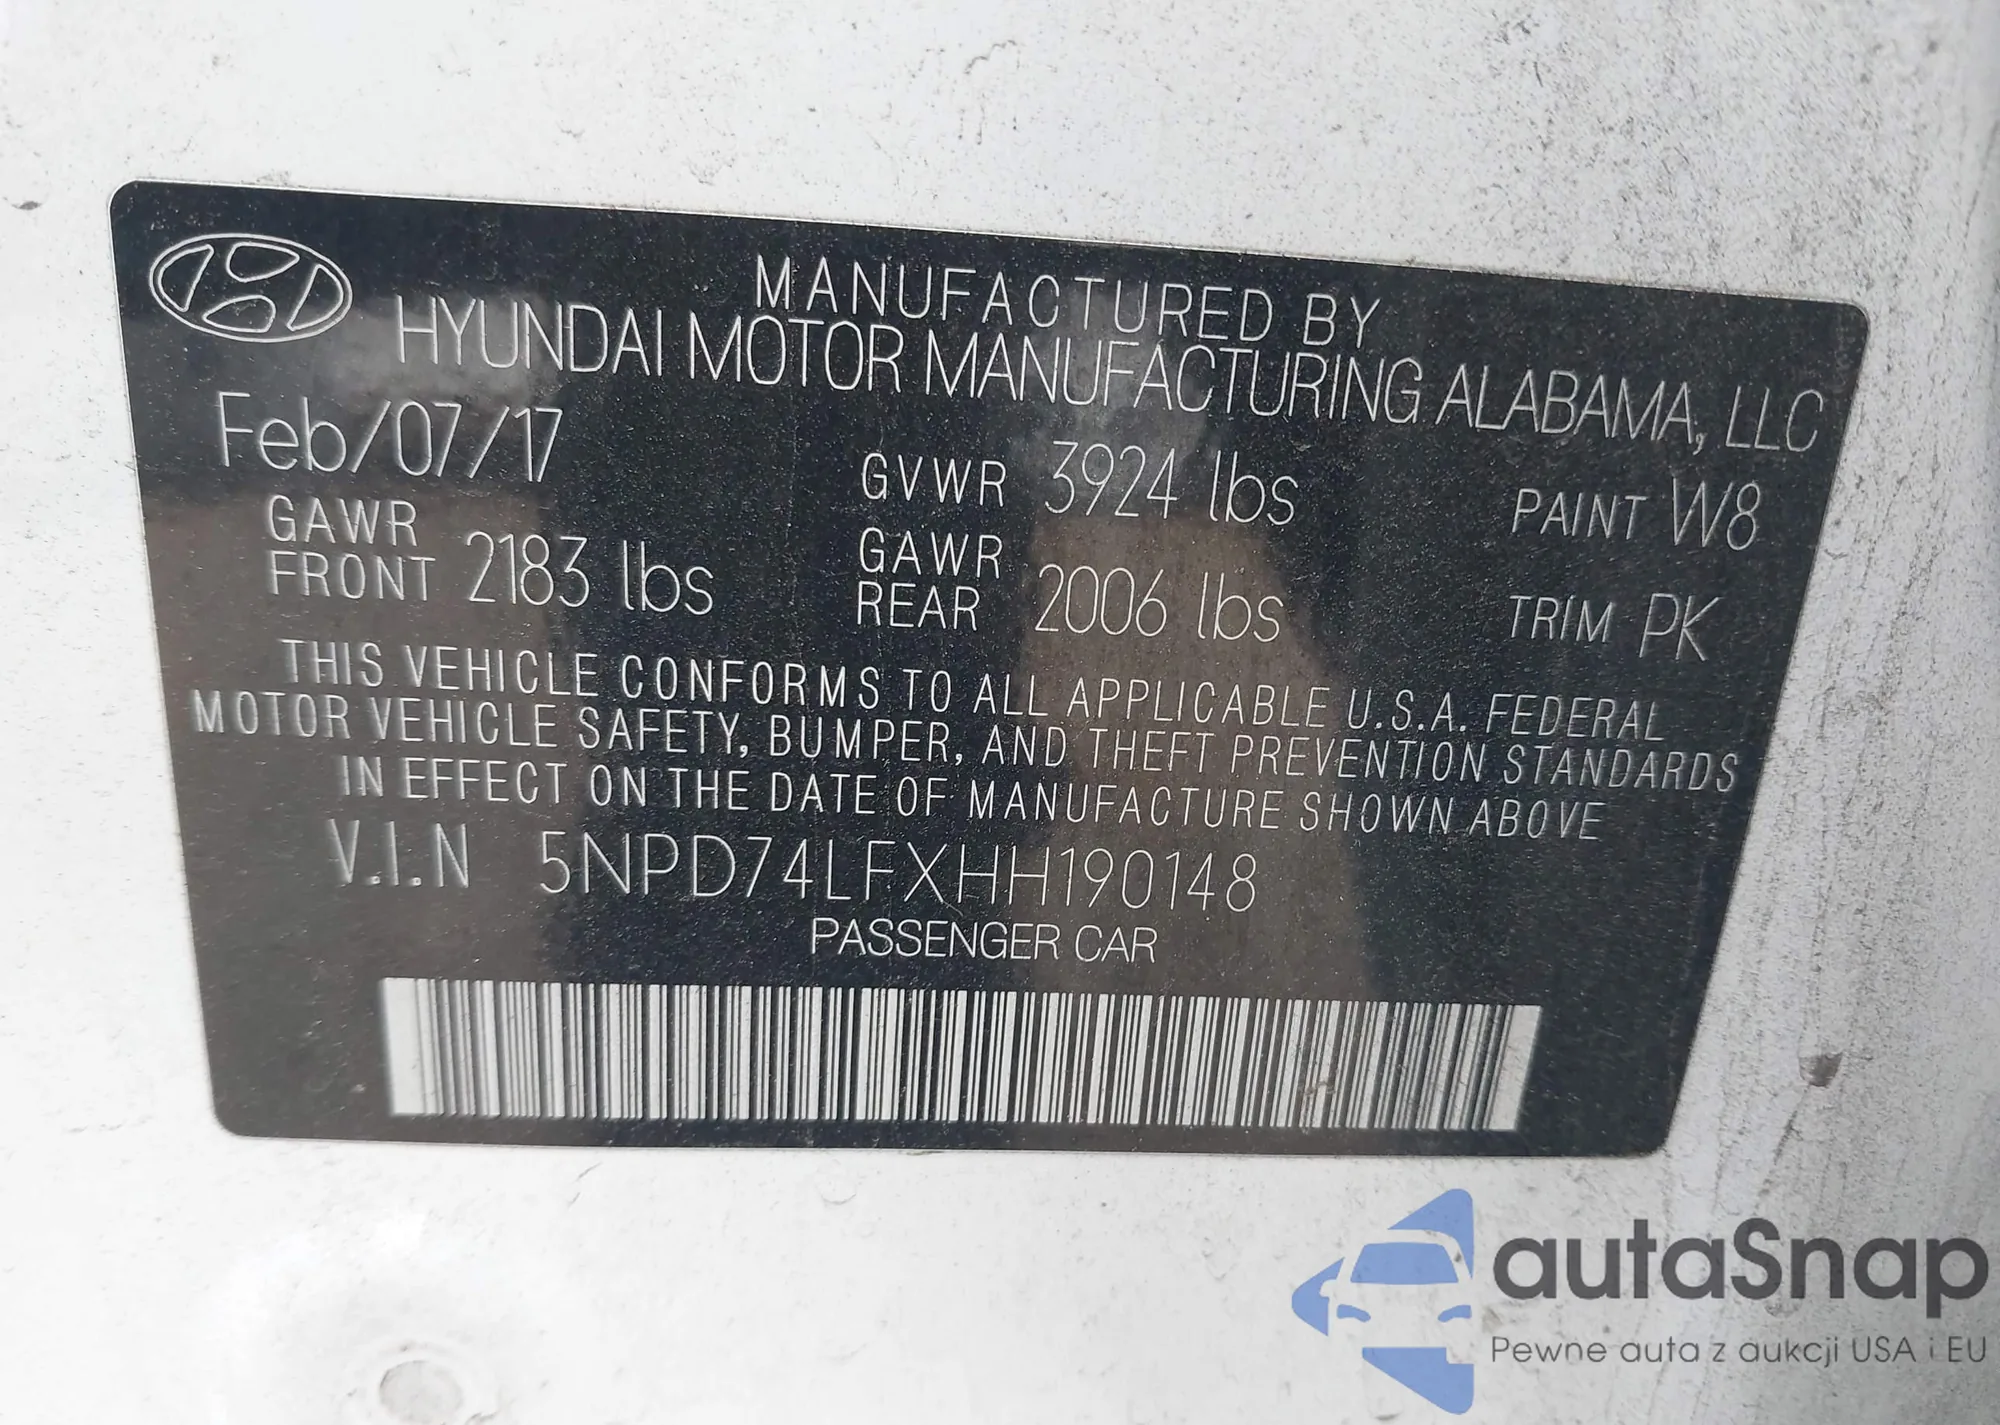 MANUFACTURED BY
HYUNDAI MOTOR MANUFACTURING ALABAMA, LLC
Feb/07/17
GVWR 3924 lbs
PAINT W8
GAWR
FRONT 2183 lbs
GAWR
REAR 2006 lbs
TRIM PK
THIS VEHICLE CONFORMS TO ALL APPLICABLE U.S.A. FEDERAL
MOTOR VEHICLE SAFETY, BUMPER, AND THEFT PREVENTION STANDARDS
IN EFFECT ON THE DATE OF MANUFACTURE SHOWN ABOVE
V.I.N 5NPD74LFXHH190148
PASSENGER CAR
autaSnap
Pewne auta z aukcji USA i EU